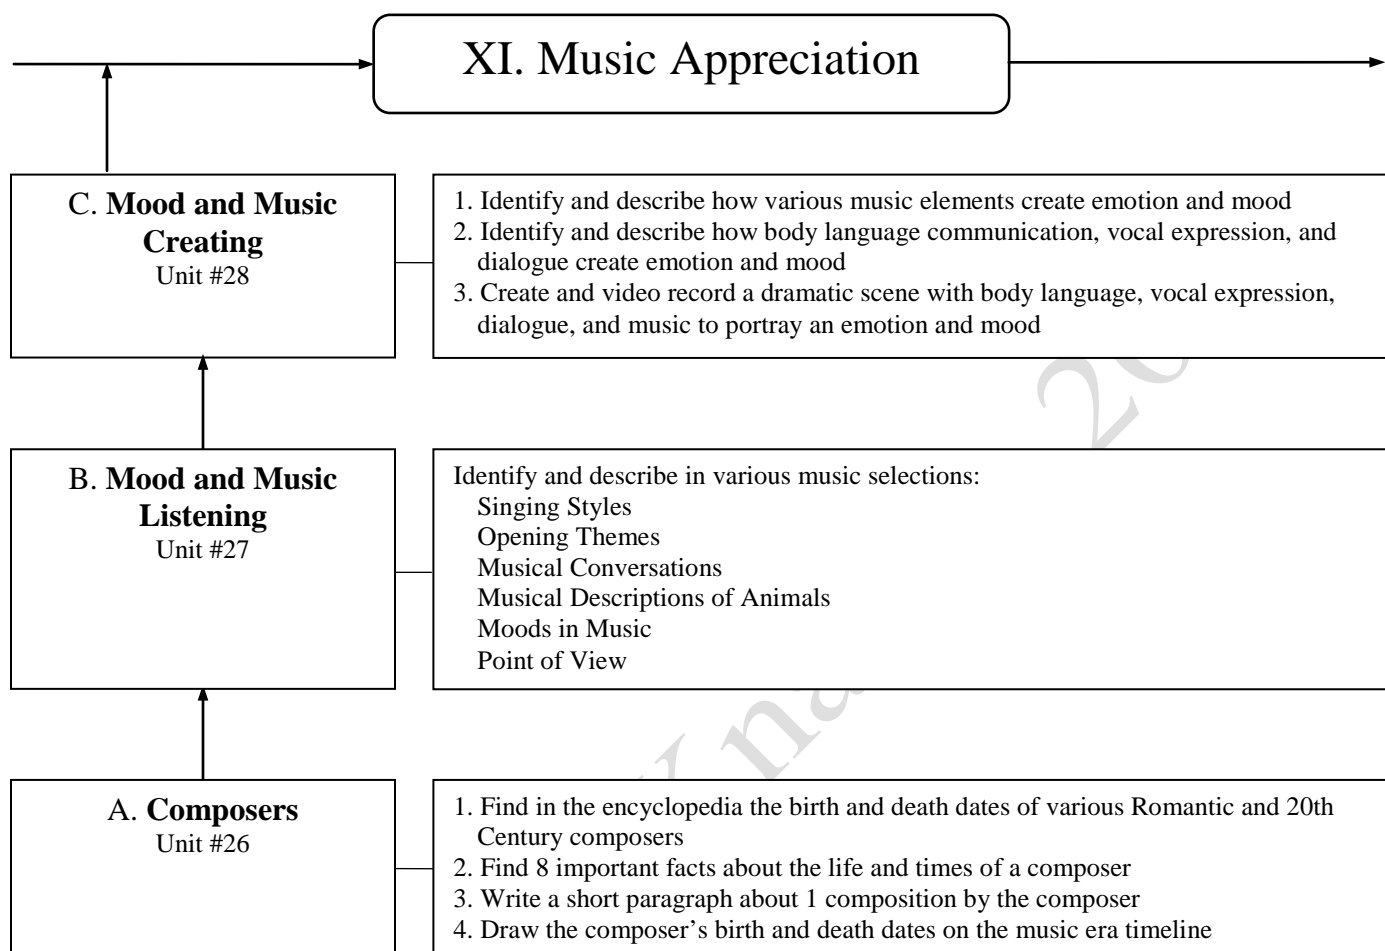 XI. Music Appreciation
C. Mood and Music
Creating
Unit #28
1. Identify and describe how various music elements create emotion and mood
2. Identify and describe how body language communication, vocal expression, and
dialogue create emotion and mood
3. Create and video record a dramatic scene with body language, vocal expression,
dialogue, and music to portray an emotion and mood
B. Mood and Music
Listening
Unit #27
Identify and describe in various music selections:
Singing Styles
Opening Themes
Musical Conversations
Musical Descriptions of Animals
Moods in Music
Point of View
A. Composers
Unit #26
1. Find in the encyclopedia the birth and death dates of various Romantic and 20th
Century composers
2. Find 8 important facts about the life and times of a composer
3. Write a short paragraph about 1 composition by the composer
4. Draw the composer’s birth and death dates on the music era timeline